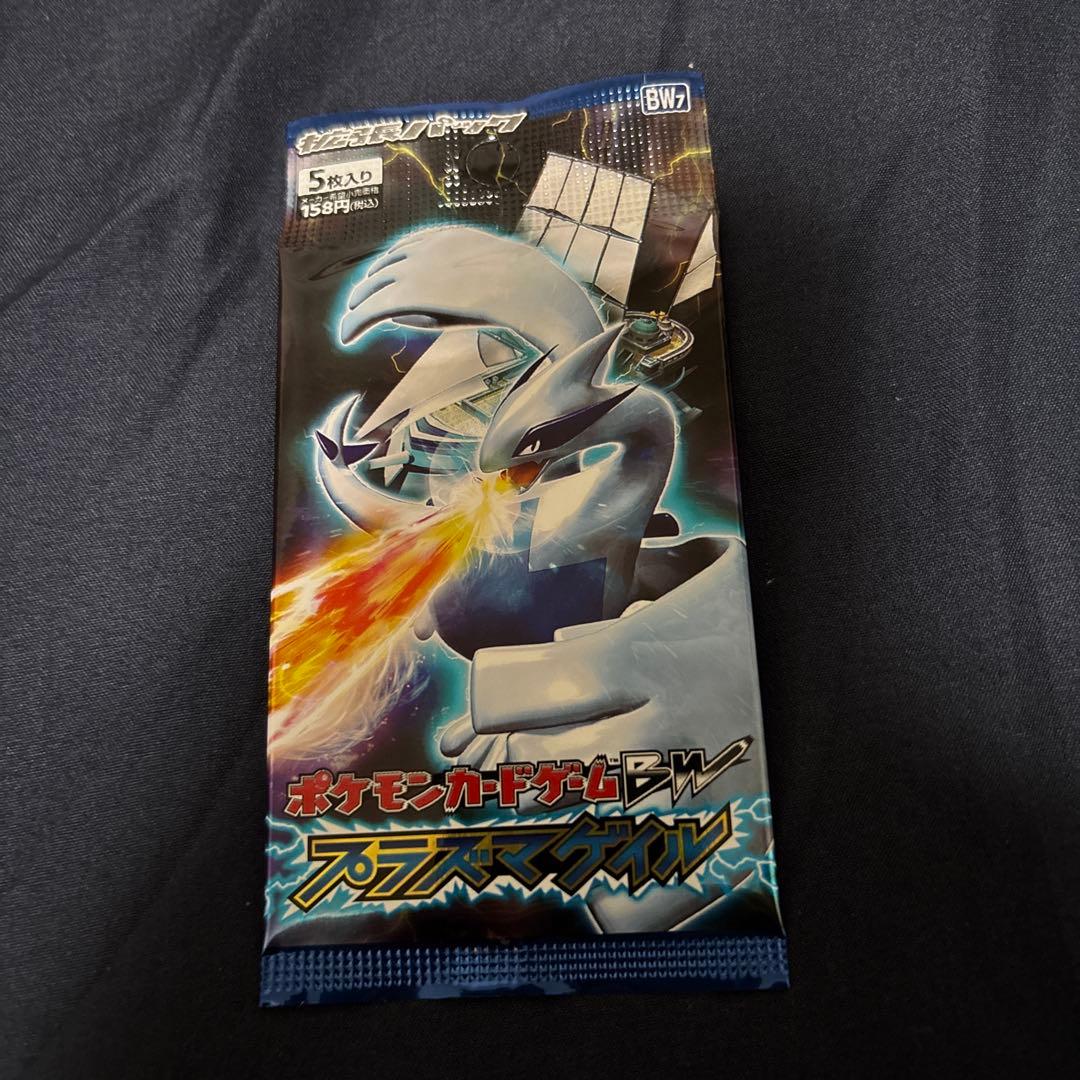 BW7
拡張パック
5枚入り
メーカー希望小売価格
158円(税込)
ポケモンカードゲーム™BW
プラズマゲイル